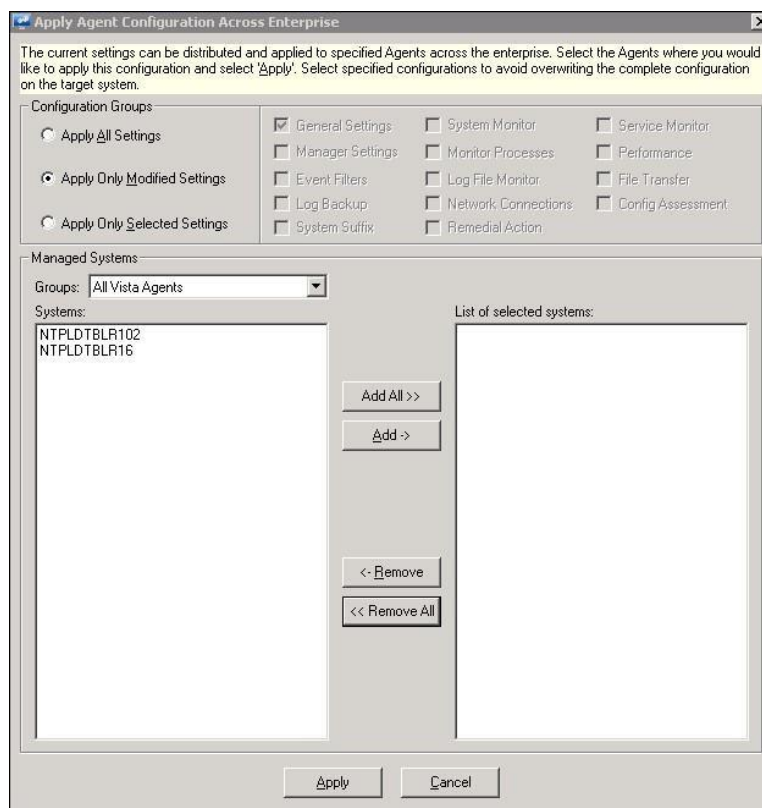 Apply Agent Configuration Across Enterprise
The current settings can be distributed and applied to specified Agents across the enterprise. Select the Agents where you would
like to apply this configuration and select 'Apply'. Select specified configurations to avoid overwriting the complete configuration
on the target system.
Configuration Groups
Apply All Settings
Apply Only Modified Settings
Apply Only Selected Settings
General Settings
System Monitor
Service Monitor
Manager Settings
Monitor Processes
Performance
Event Filters
Log File Monitor
File Transfer
Log Backup
Network Connections
Config Assessment
System Suffix
Remedial Action
Managed Systems
Groups: All Vista Agents
Systems:
NTPLDTBLR102
NTPLDTBLR16
Add All >>
Add ->
<- Remove
<< Remove All
List of selected systems:
Apply
Cancel